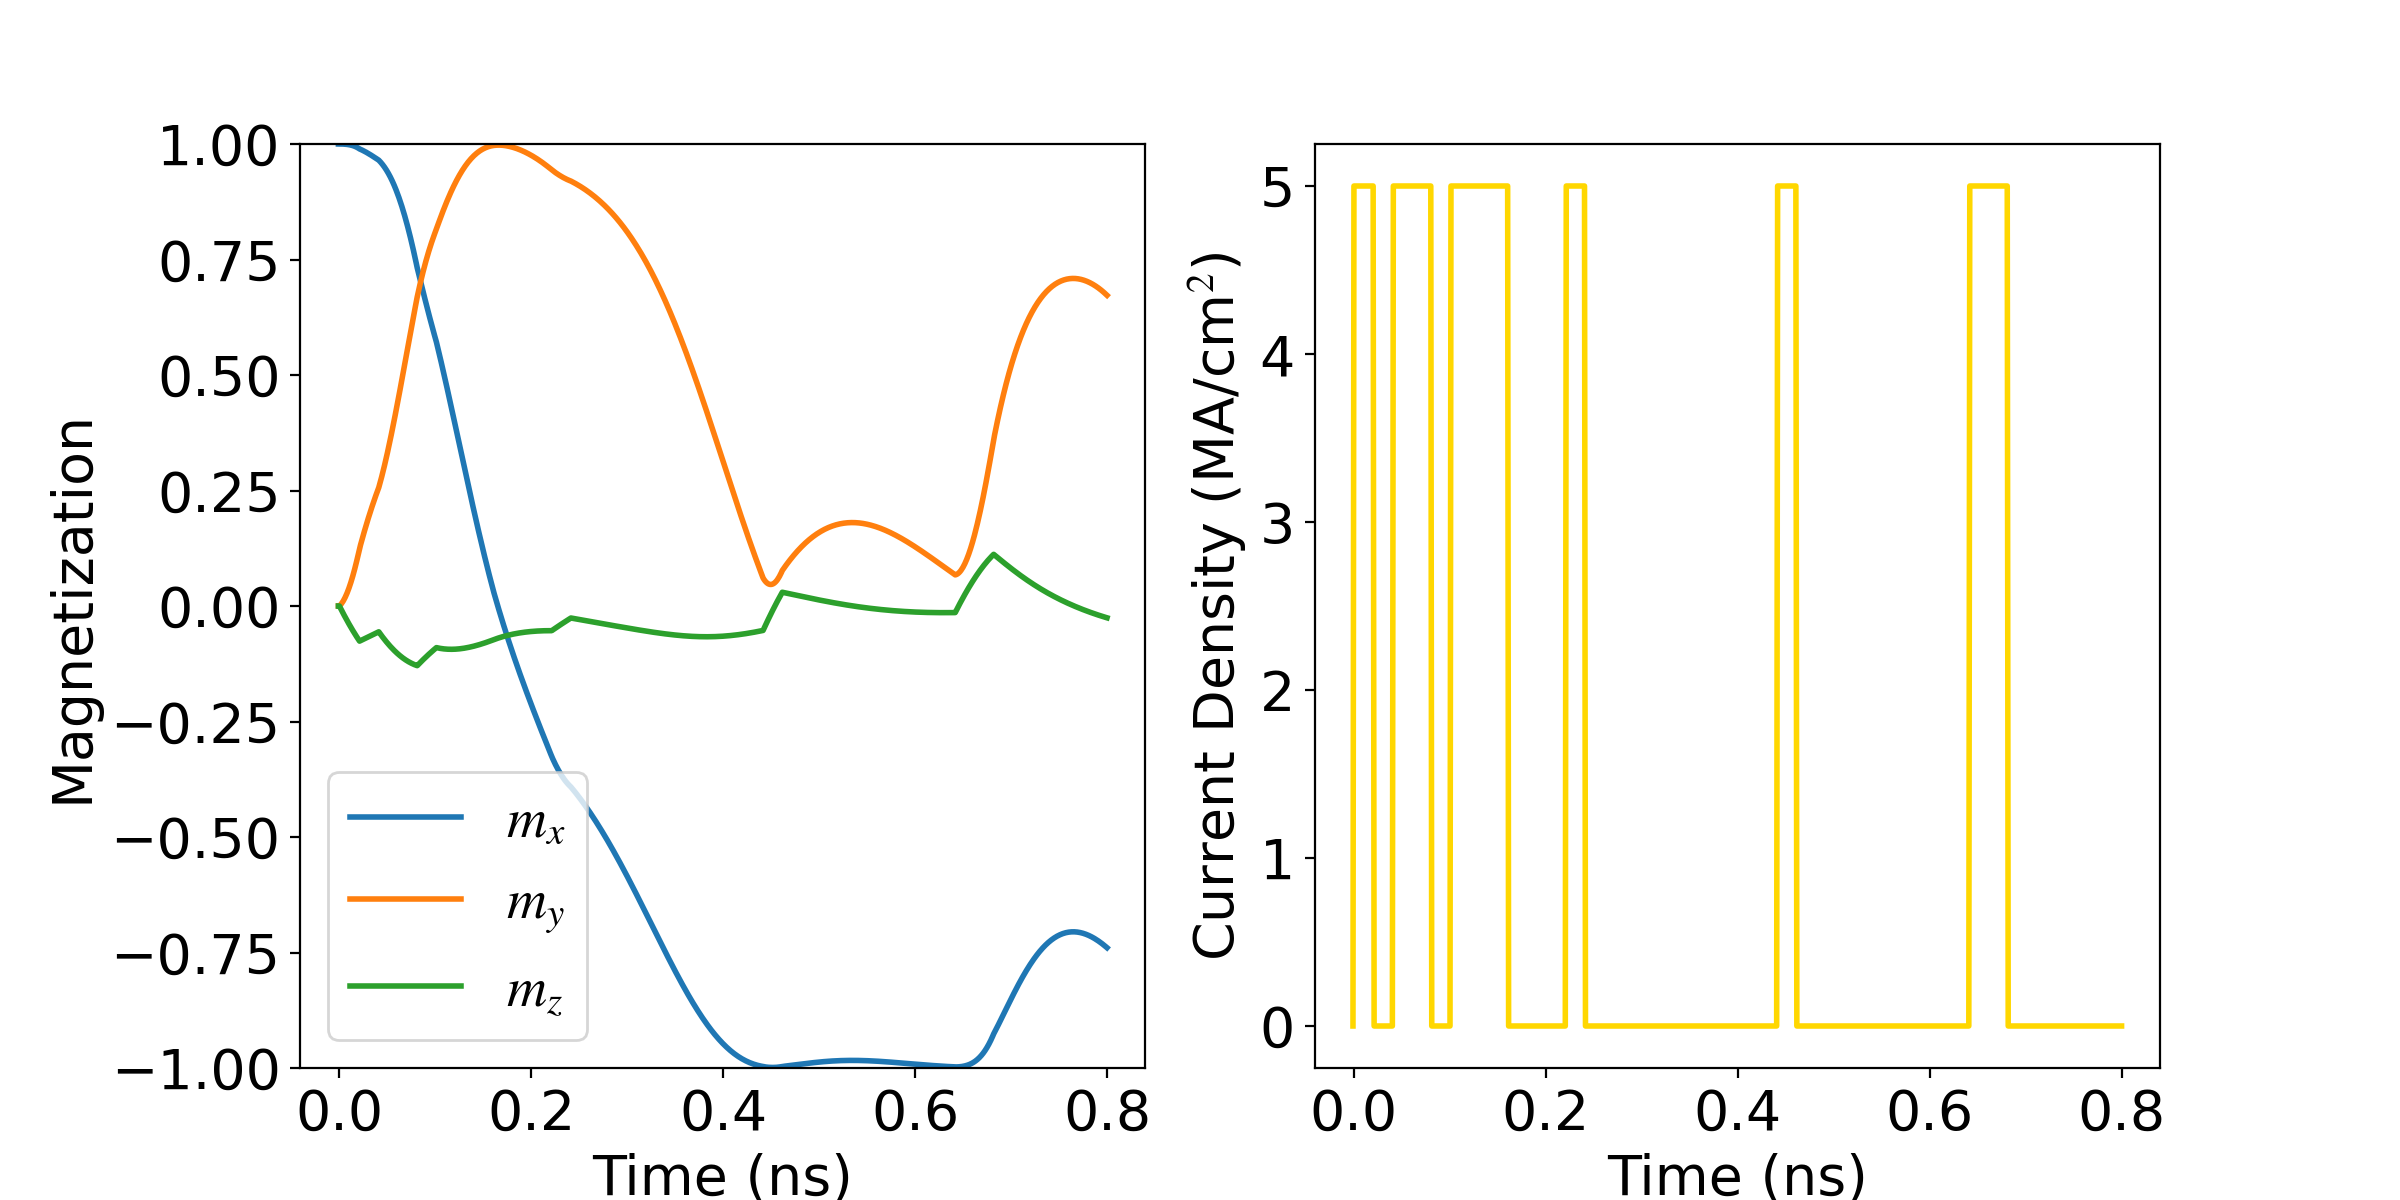 Magnetization
1.00
0.75
0.50
0.25
0.00
−0.25
−0.50
−0.75
−1.00
m_x
m_y
m_z
0.0 0.2 0.4 0.6 0.8
Time (ns)
Current Density (MA/cm²)
5
4
3
2
1
0
0.0 0.2 0.4 0.6 0.8
Time (ns)